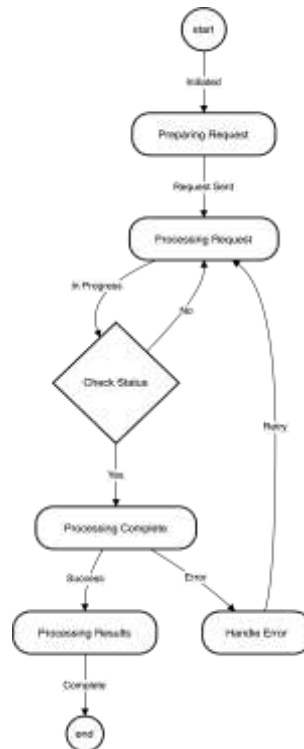 start
Initiated
Preparing Request
Request Sent
Processing Request
In Progress
No
Check Status
Retry
Yes
Processing Complete
Success
Error
Processing Results
Handle Error
Complete
end